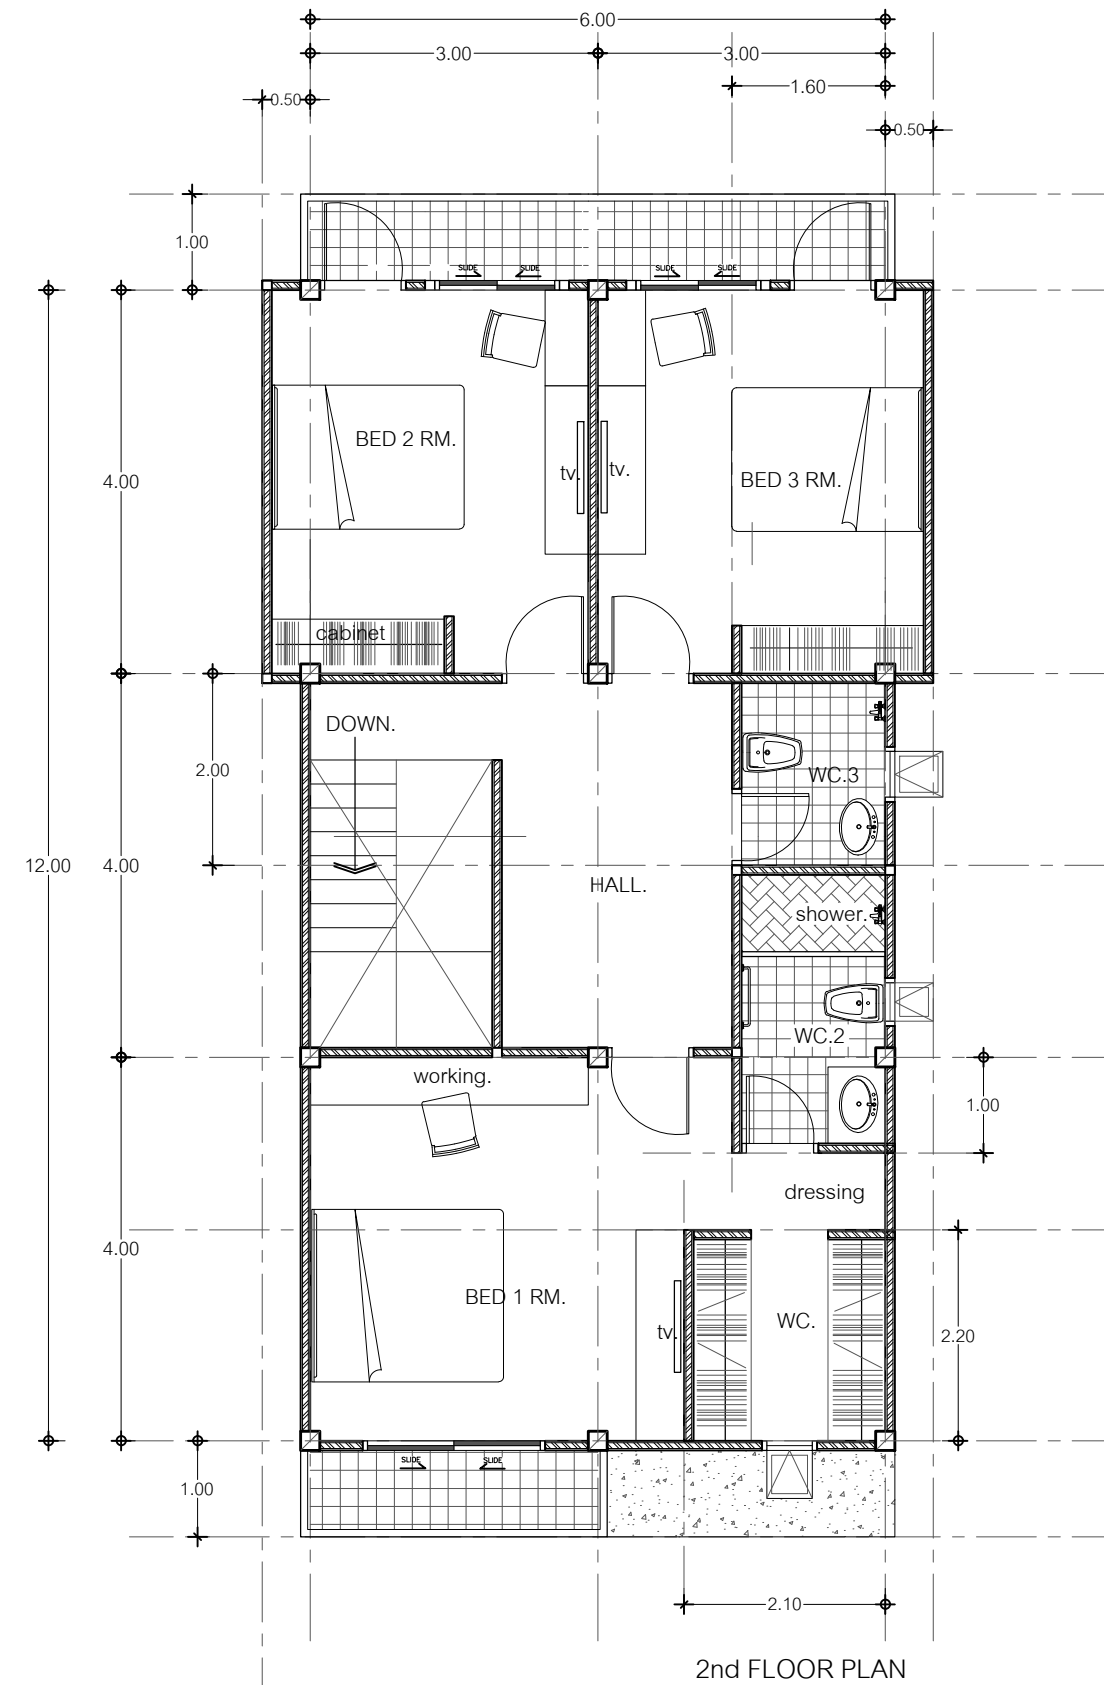 6.00
3.00
3.00
1.60
0.50
0.50
1.00
SLIDE
SLIDE
SLIDE
SLIDE
BED 2 RM.
tv.
tv.
BED 3 RM.
4.00
cabinet
DOWN.
2.00
WC.3
12.00
4.00
HALL.
shower.
WC.2
working.
1.00
dressing
4.00
BED 1 RM.
tv.
WC.
2.20
SLIDE
SLIDE
1.00
2.10
2nd FLOOR PLAN